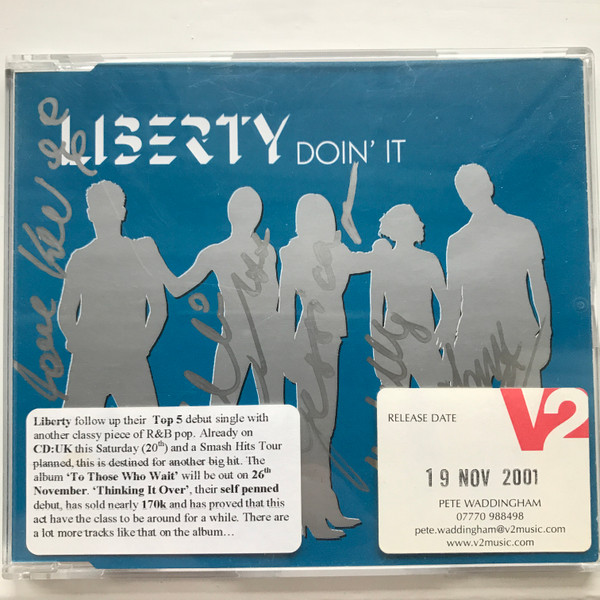 LIBERTY DOIN' IT
love Kev xxx
Jessica
Liberty follow up their Top 5 debut single with
another classy piece of R&B pop. Already on
CD:UK this Saturday (20th) and a Smash Hits Tour
planned, this is destined for another big hit. The
album 'To Those Who Wait' will be out on 26th
November. 'Thinking It Over', their self penned
debut, has sold nearly 170k and has proved that this
act have the class to be around for a while. There are
a lot more tracks like that on the album…
V2
RELEASE DATE
19 NOV 2001
PETE WADDINGHAM
07770 988498
pete.waddingham@v2music.com
www.v2music.com